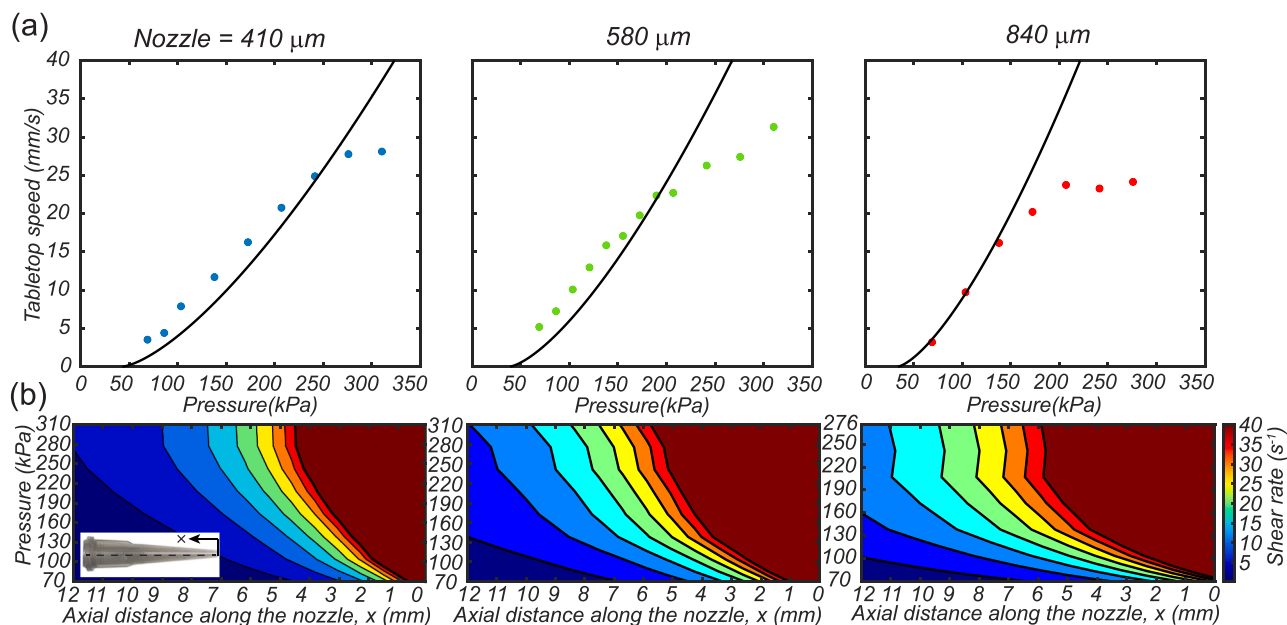 (a)
Nozzle = 410 μm
580 μm
840 μm
Tabletop speed (mm/s)
40
35
30
25
20
15
10
5
0
0 50 100 150 200 250 300 350
0 50 100 150 200 250 300 350
0 50 100 150 200 250 300 350
Pressure(kPa)
Pressure(kPa)
Pressure(kPa)
(b)
Pressure (kPa)
310
280
250
220
190
160
130
100
70
×
12 11 10 9 8 7 6 5 4 3 2 1 0
Axial distance along the nozzle, x (mm)
310
280
250
220
190
160
130
100
70
12 11 10 9 8 7 6 5 4 3 2 1 0
Axial distance along the nozzle, x (mm)
276
250
220
190
160
130
100
70
12 11 10 9 8 7 6 5 4 3 2 1 0
Axial distance along the nozzle, x (mm)
40
35
30
25
20
15
10
5
Shear rate (s⁻¹)